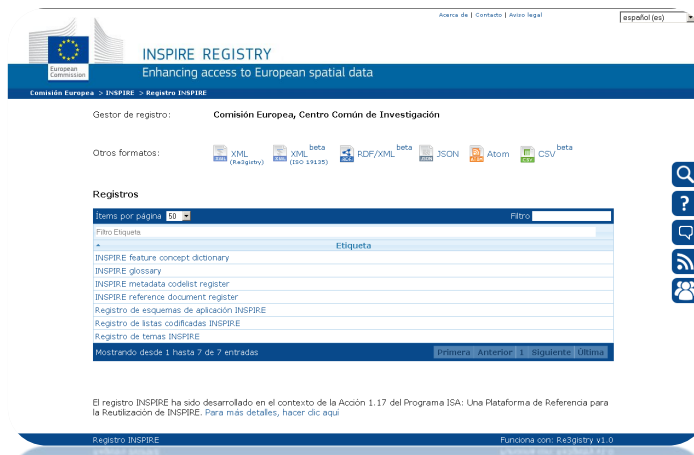 Acerca de | Contacto | Aviso legal
español (es)
European
Commission
INSPIRE REGISTRY
Enhancing access to European spatial data
Comisión Europea > INSPIRE > Registro INSPIRE
Gestor de registro: Comisión Europea, Centro Común de Investigación
Otros formatos: XML (Re3gistry) XML beta (ISO 19135) RDF/XML beta JSON Atom CSV beta
Registros
Ítems por página 50 Filtro
Filtro Etiqueta
Etiqueta
INSPIRE feature concept dictionary
INSPIRE glossary
INSPIRE metadata codelist register
INSPIRE reference document register
Registro de esquemas de aplicación INSPIRE
Registro de listas codificadas INSPIRE
Registro de temas INSPIRE
Mostrando desde 1 hasta 7 de 7 entradas Primera Anterior 1 Siguiente Última
El registro INSPIRE ha sido desarrollado en el contexto de la Acción 1.17 del Programa ISA: Una Plataforma de Referencia para
la Reutilización de INSPIRE. Para más detalles, hacer clic aquí
Registro INSPIRE Funciona con: Re3gistry v1.0